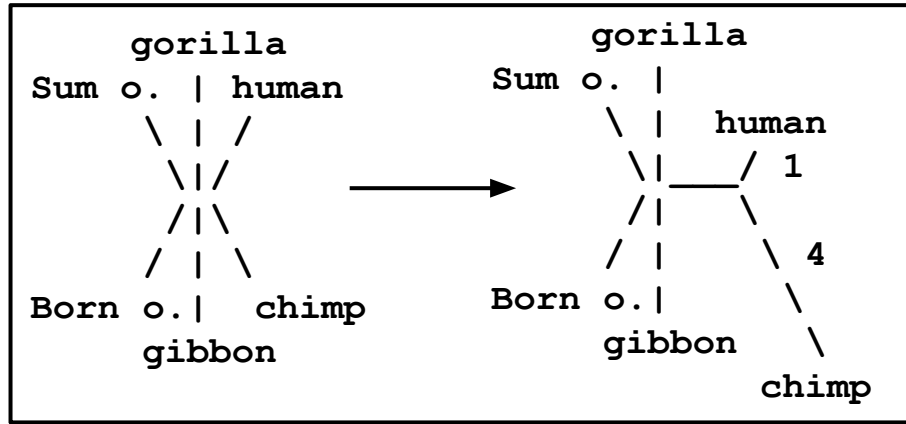 gorilla
Sum o. | human
Born o. | chimp
gibbon
gorilla
Sum o. |
human
1
4
Born o. |
gibbon
chimp